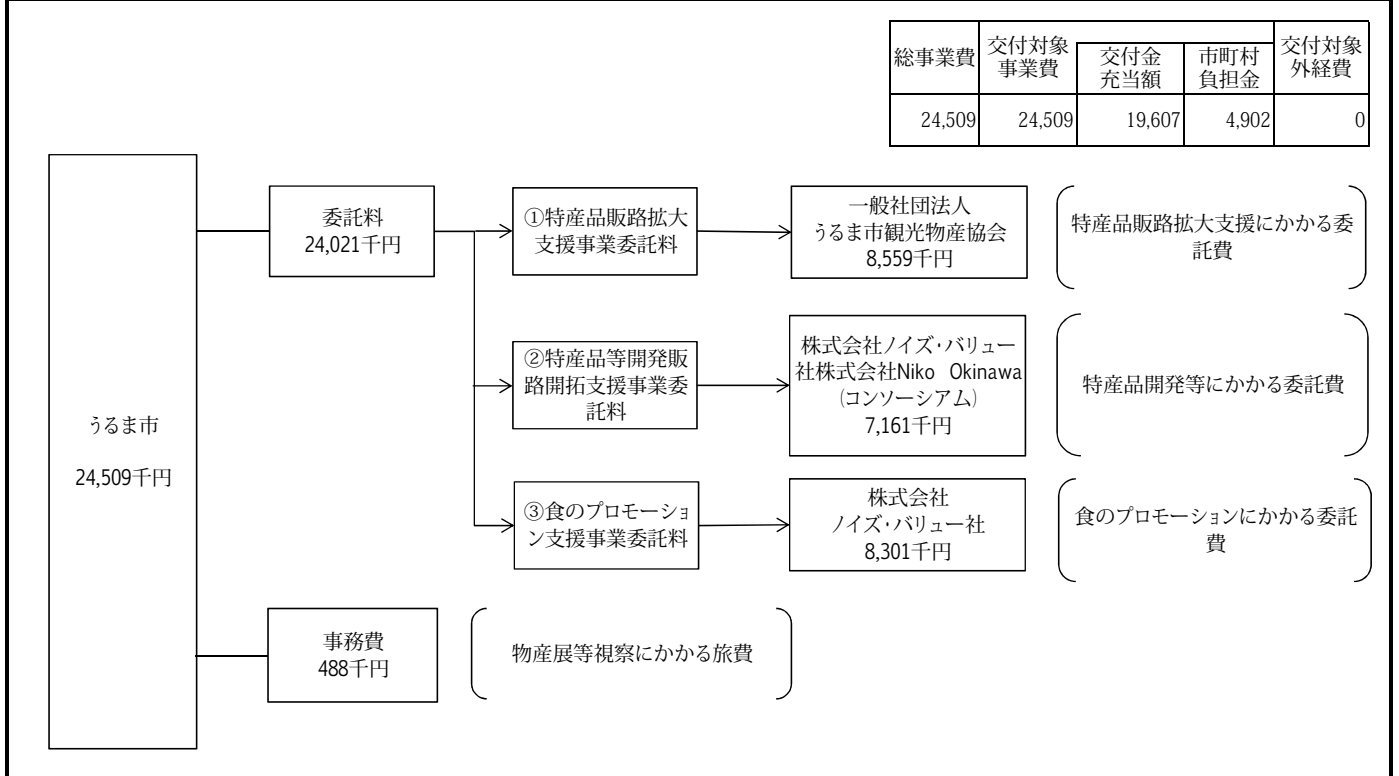 総事業費
交付対象
事業費
交付金
充当額
市町村
負担金
交付対象
外経費
24,509 24,509 19,607 4,902 0
うるま市
24,509千円
委託料
24,021千円
①特産品販路拡大
支援事業委託料
一般社団法人
うるま市観光物産協会
8,559千円
特産品販路拡大支援にかかる委
託費
②特産品等開発販
路開拓支援事業委
託料
株式会社ノイズ・バリュー
社株式会社Niko Okinawa
(コンソーシアム)
7,161千円
特産品開発等にかかる委託費
③食のプロモーショ
ン支援事業委託料
株式会社
ノイズ・バリュー社
8,301千円
食のプロモーションにかかる委託
費
事務費
488千円
物産展等視察にかかる旅費